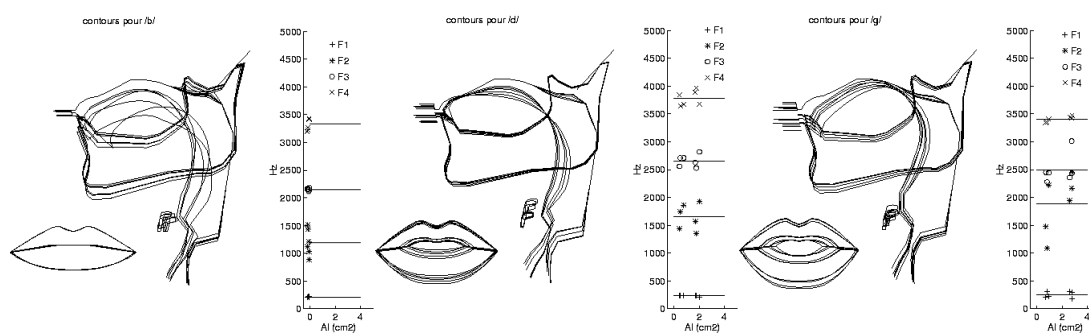 contours pour /b/
5000
4500
4000
3500
3000
2500
2000
1500
1000
500
0
Hz
+ F1
* F2
o F3
× F4
0 2 4
Al (cm2)
contours pour /d/
5000
4500
4000
3500
3000
2500
2000
1500
1000
500
0
Hz
+ F1
* F2
o F3
× F4
0 2 4
Al (cm2)
contours pour /g/
5000
4500
4000
3500
3000
2500
2000
1500
1000
500
0
Hz
+ F1
* F2
o F3
× F4
0 2 4
Al (cm2)